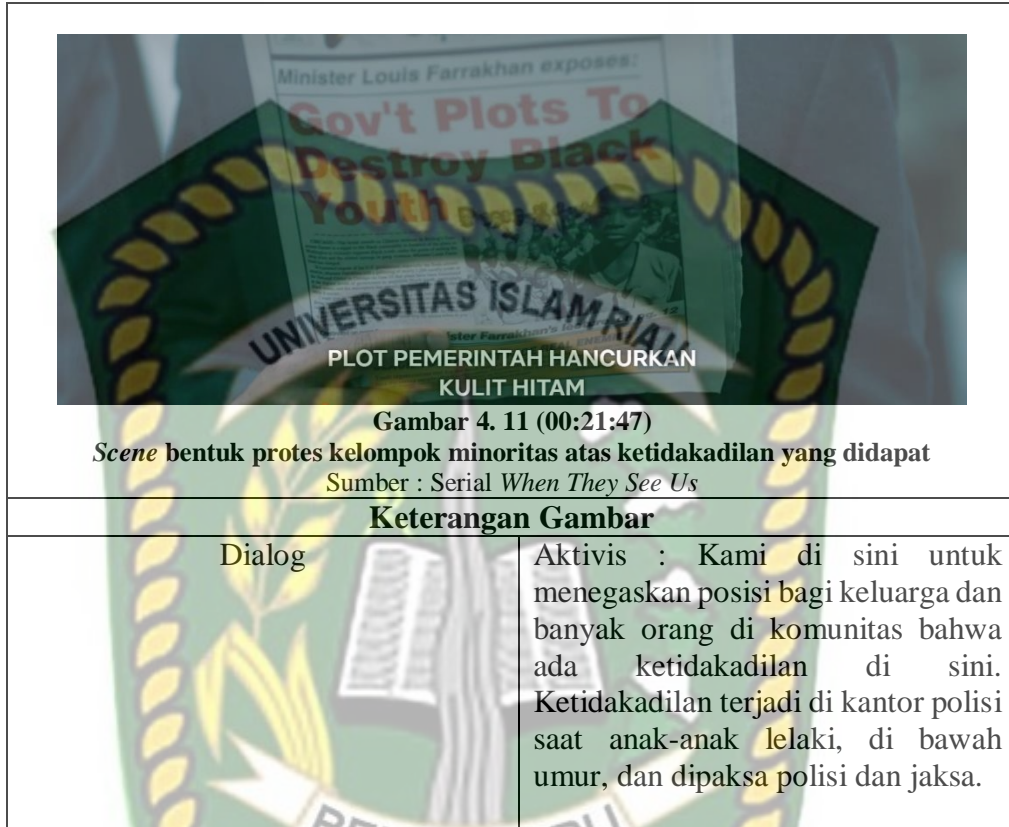 Minister Louis Farrakhan exposes:
Gov't Plots To
Destroy Black
Youth
UNIVERSITAS ISLAM RIAU
PLOT PEMERINTAH HANCURKAN
KULIT HITAM
Gambar 4. 11 (00:21:47)
Scene bentuk protes kelompok minoritas atas ketidakadilan yang didapat
Sumber : Serial When They See Us
Keterangan Gambar
Dialog
Aktivis : Kami di sini untuk
menegaskan posisi bagi keluarga dan
banyak orang di komunitas bahwa
ada ketidakadilan di sini.
Ketidakadilan terjadi di kantor polisi
saat anak-anak lelaki, di bawah
umur, dan dipaksa polisi dan jaksa.